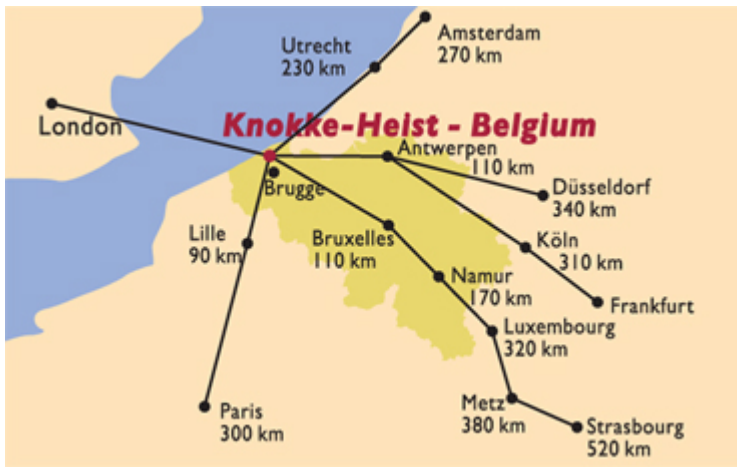 Amsterdam
270 km
Utrecht
230 km
London
Knokke-Heist - Belgium
Antwerpen
110 km
Brugge
Düsseldorf
340 km
Lille
90 km
Bruxelles
110 km
Köln
310 km
Namur
170 km
Frankfurt
Luxembourg
320 km
Paris
300 km
Metz
380 km
Strasbourg
520 km